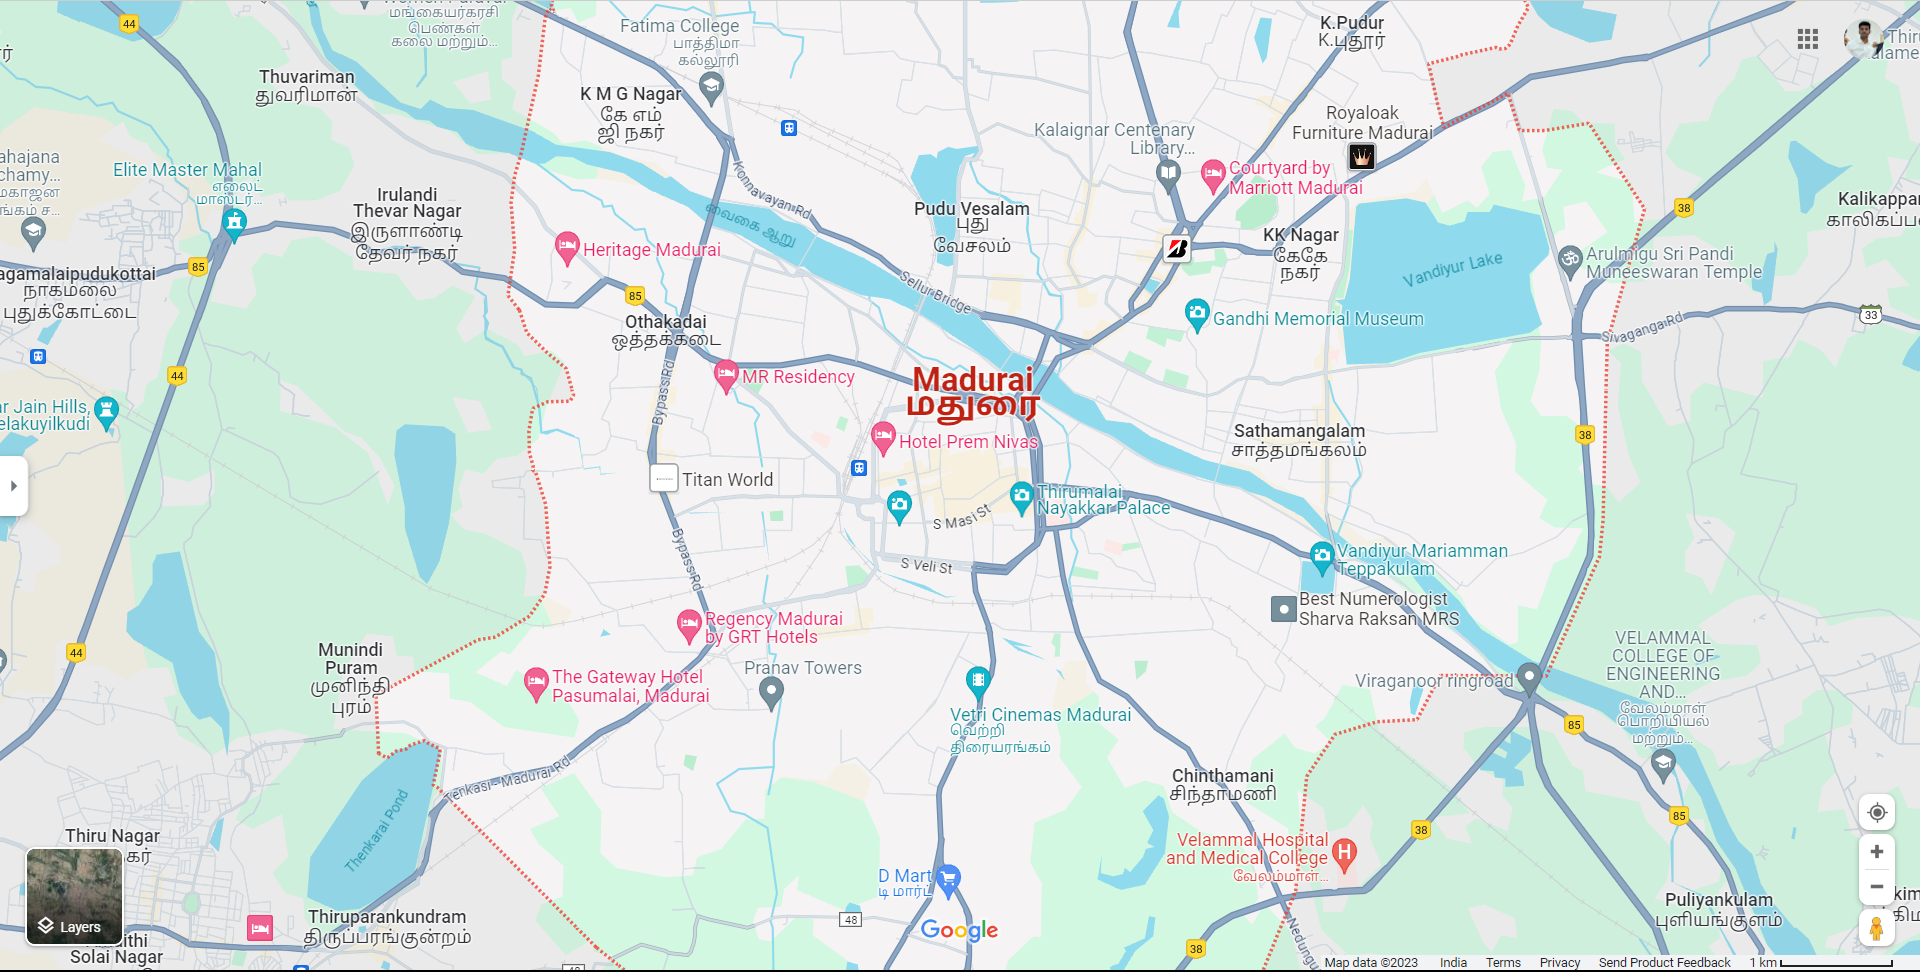 44
மங்கையர்கரசி
பெண்கள்
கலை மற்றும்...
Thuvariman
துவரிமான்
Fatima College
பாத்திமா
கல்லூரி
K M G Nagar
கே எம்
ஜி நகர்
K.Pudur
K.புதூர்
Royaloak
Furniture Madurai
Kalaignar Centenary
Library...
Courtyard by
Marriott Madurai
Elite Master Mahal
எலைட்
மாஸ்டர்...
Irulandi
Thevar Nagar
இருளாண்டி
தேவர் நகர்
Konnavayan Rd
வைகை ஆறு
Pudu Vesalam
புது
வேசலம்
KK Nagar
கேகே
நகர்
38
Kalikappar
காலிகப்ப
Heritage Madurai
85
85
Sellur Bridge
Vandiyur Lake
Arulmigu Sri Pandi
Muneeswaran Temple
agamalaipudukottai
நாகமலை
புதுக்கோட்டை
Othakadai
ஒத்தக்கடை
Gandhi Memorial Museum
Sivaganga Rd
33
44
MR Residency
Bypass Rd
Madurai
மதுரை
ar Jain Hills,
elakuyilkudi
Hotel Prem Nivas
Sathamangalam
சாத்தமங்கலம்
38
Titan World
Thirumalai
Nayakkar Palace
S Masi St
Bypass Rd
S Veli St
Vandiyur Mariamman
Teppakulam
Best Numerologist
Sharva Raksan MRS
Regency Madurai
by GRT Hotels
44
Munindi
Puram
முனிந்தி
புரம்
The Gateway Hotel
Pasumalai, Madurai
Pranav Towers
Vetri Cinemas Madurai
வெற்றி
திரையரங்கம்
Viraganoor ringroad
VELAMMAL
COLLEGE OF
ENGINEERING
AND...
வேலம்மாள்
பொறியியல்
மற்றும்...
85
Tenkasi - Madurai Rd
Chinthamani
சிந்தாமணி
Thenkarai Pond
Thiru Nagar
நகர்
38
85
Velammal Hospital
and Medical College
வேலம்மாள்...
D Mart
டி மார்ட்
Puliyankulam
புளியங்குளம்
Thiruparankundram
திருப்பரங்குன்றம்
Layers
Solai Nagar
48
Google
38
Nedungu
48
Map data ©2023 India Terms Privacy Send Product Feedback 1 km